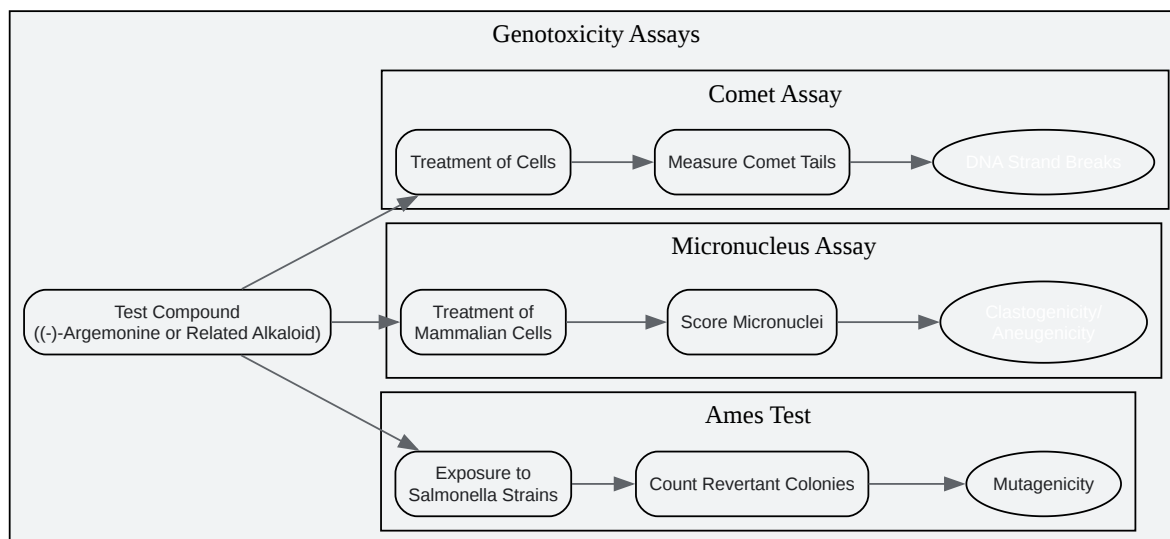 Genotoxicity Assays
Comet Assay
Treatment of Cells
Measure Comet Tails
DNA Strand Breaks
Micronucleus Assay
Test Compound
((-)-Argemonine or Related Alkaloid)
Treatment of
Mammalian Cells
Score Micronuclei
Clastogenicity/
Aneugenicity
Ames Test
Exposure to
Salmonella Strains
Count Revertant Colonies
Mutagenicity